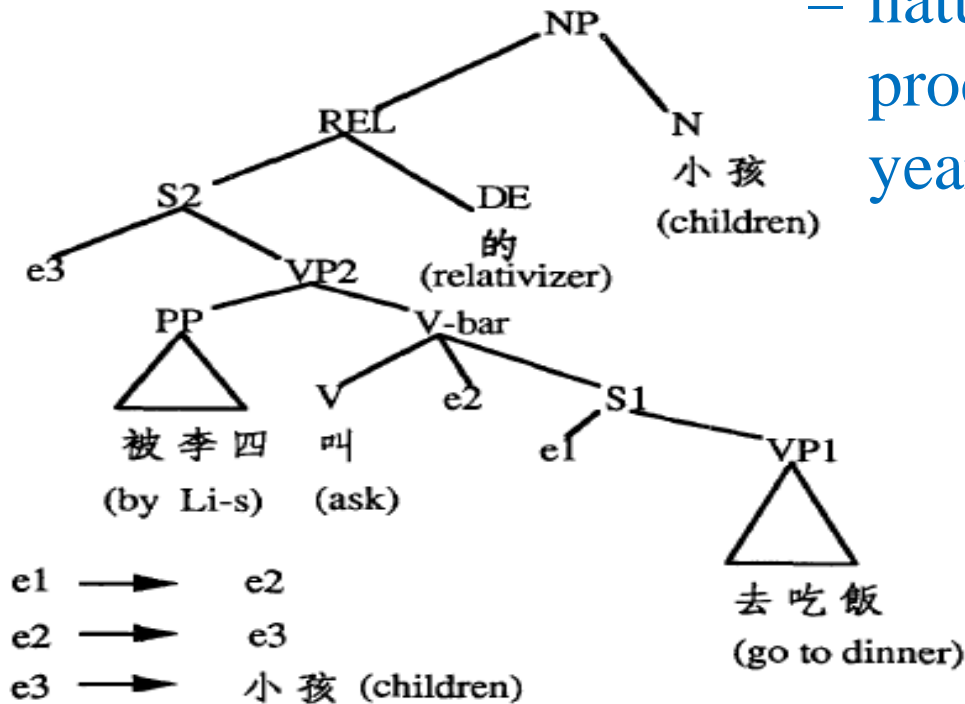 NP
REL
N
小孩
(children)
S2
DE
的
(relativizer)
e3
VP2
PP
V-bar
V
e2
S1
被李四
叫
e1
VP1
(by Li-s)
(ask)
去吃飯
(go to dinner)
e1 → e2
e2 → e3
e3 → 小孩 (children)